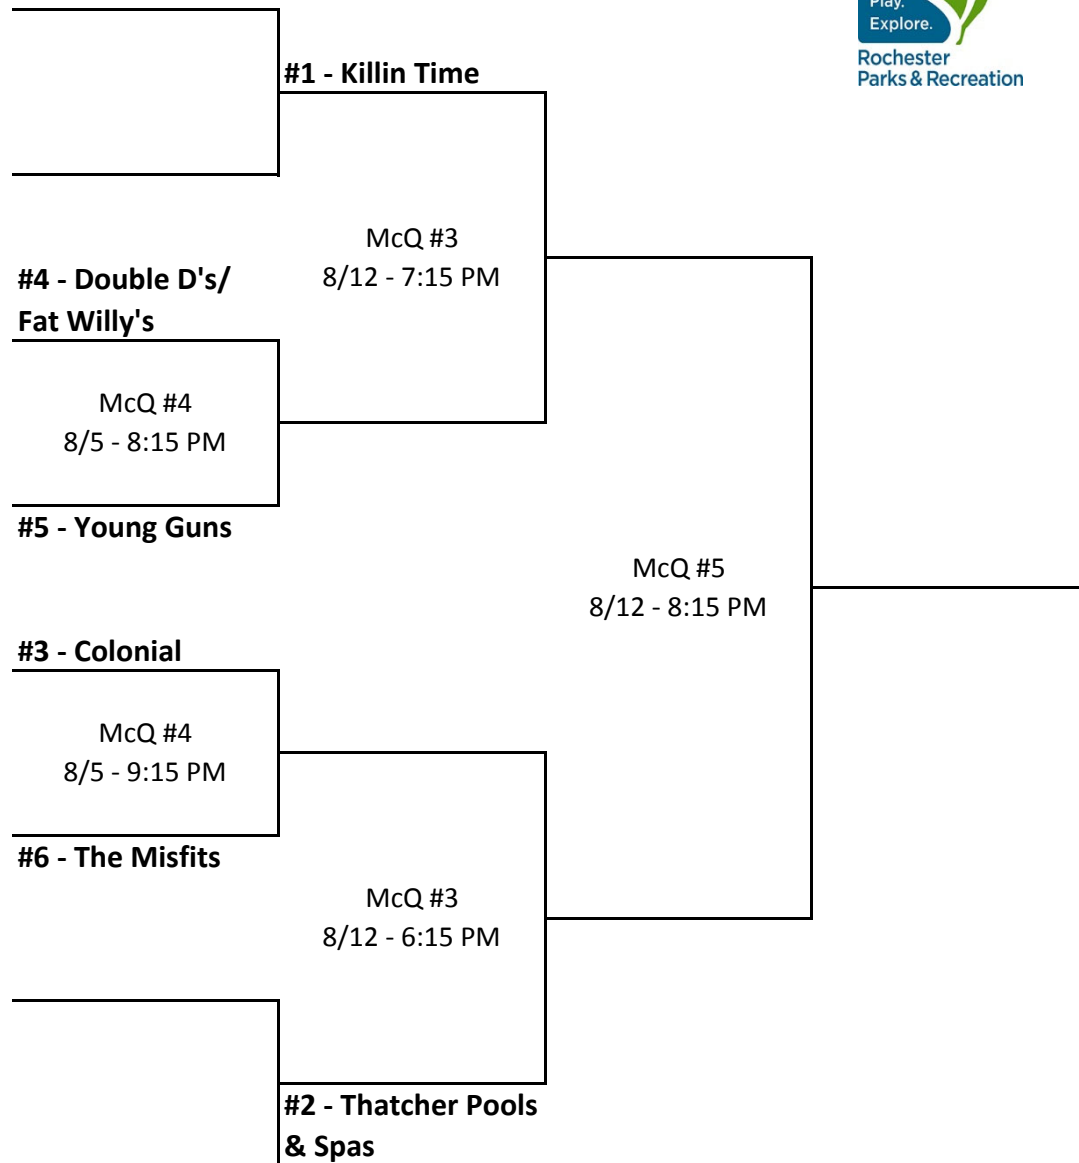 Play.
Explore.
Rochester
Parks & Recreation
#1 - Killin Time
McQ #3
8/12 - 7:15 PM
#4 - Double D's/
Fat Willy's
McQ #4
8/5 - 8:15 PM
#5 - Young Guns
McQ #5
8/12 - 8:15 PM
#3 - Colonial
McQ #4
8/5 - 9:15 PM
#6 - The Misfits
McQ #3
8/12 - 6:15 PM
#2 - Thatcher Pools
& Spas